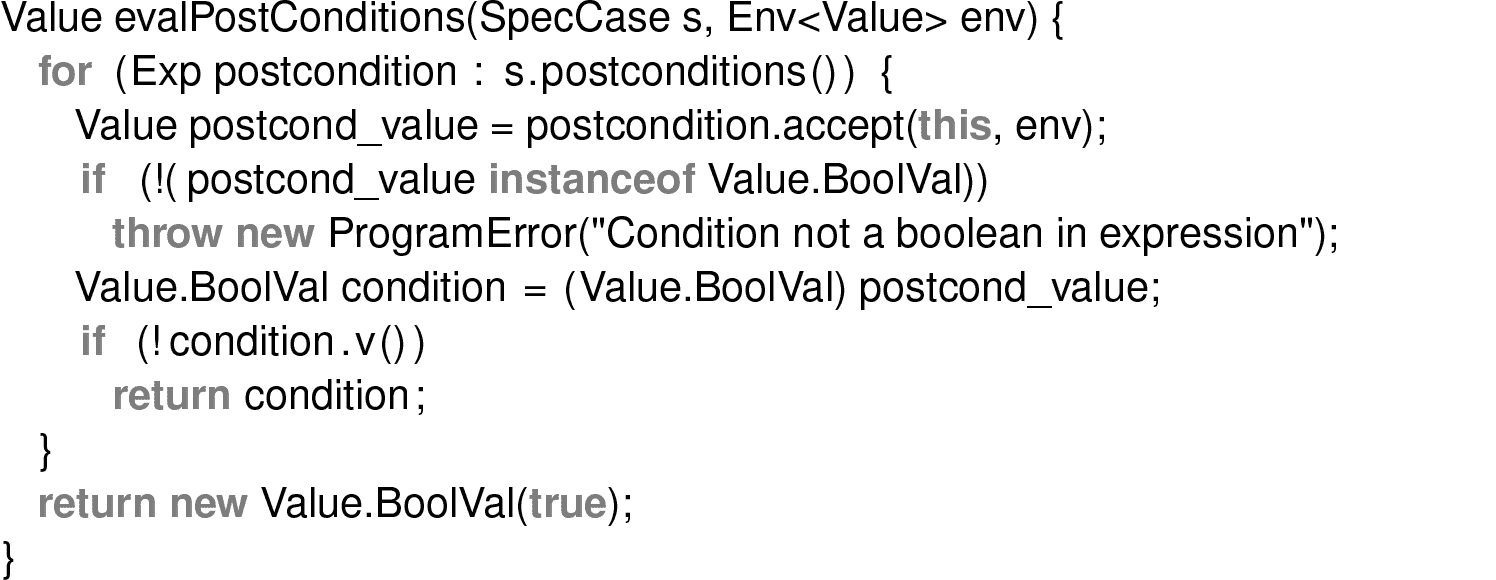 Value evalPostConditions(SpecCase s, Env<Value> env) {
for (Exp postcondition : s.postconditions()) {
Value postcond_value = postcondition.accept(this, env);
if (!( postcond_value instanceof Value.BoolVal))
throw new ProgramError("Condition not a boolean in expression");
Value.BoolVal condition = (Value.BoolVal) postcond_value;
if (!condition.v())
return condition;
}
return new Value.BoolVal(true);
}